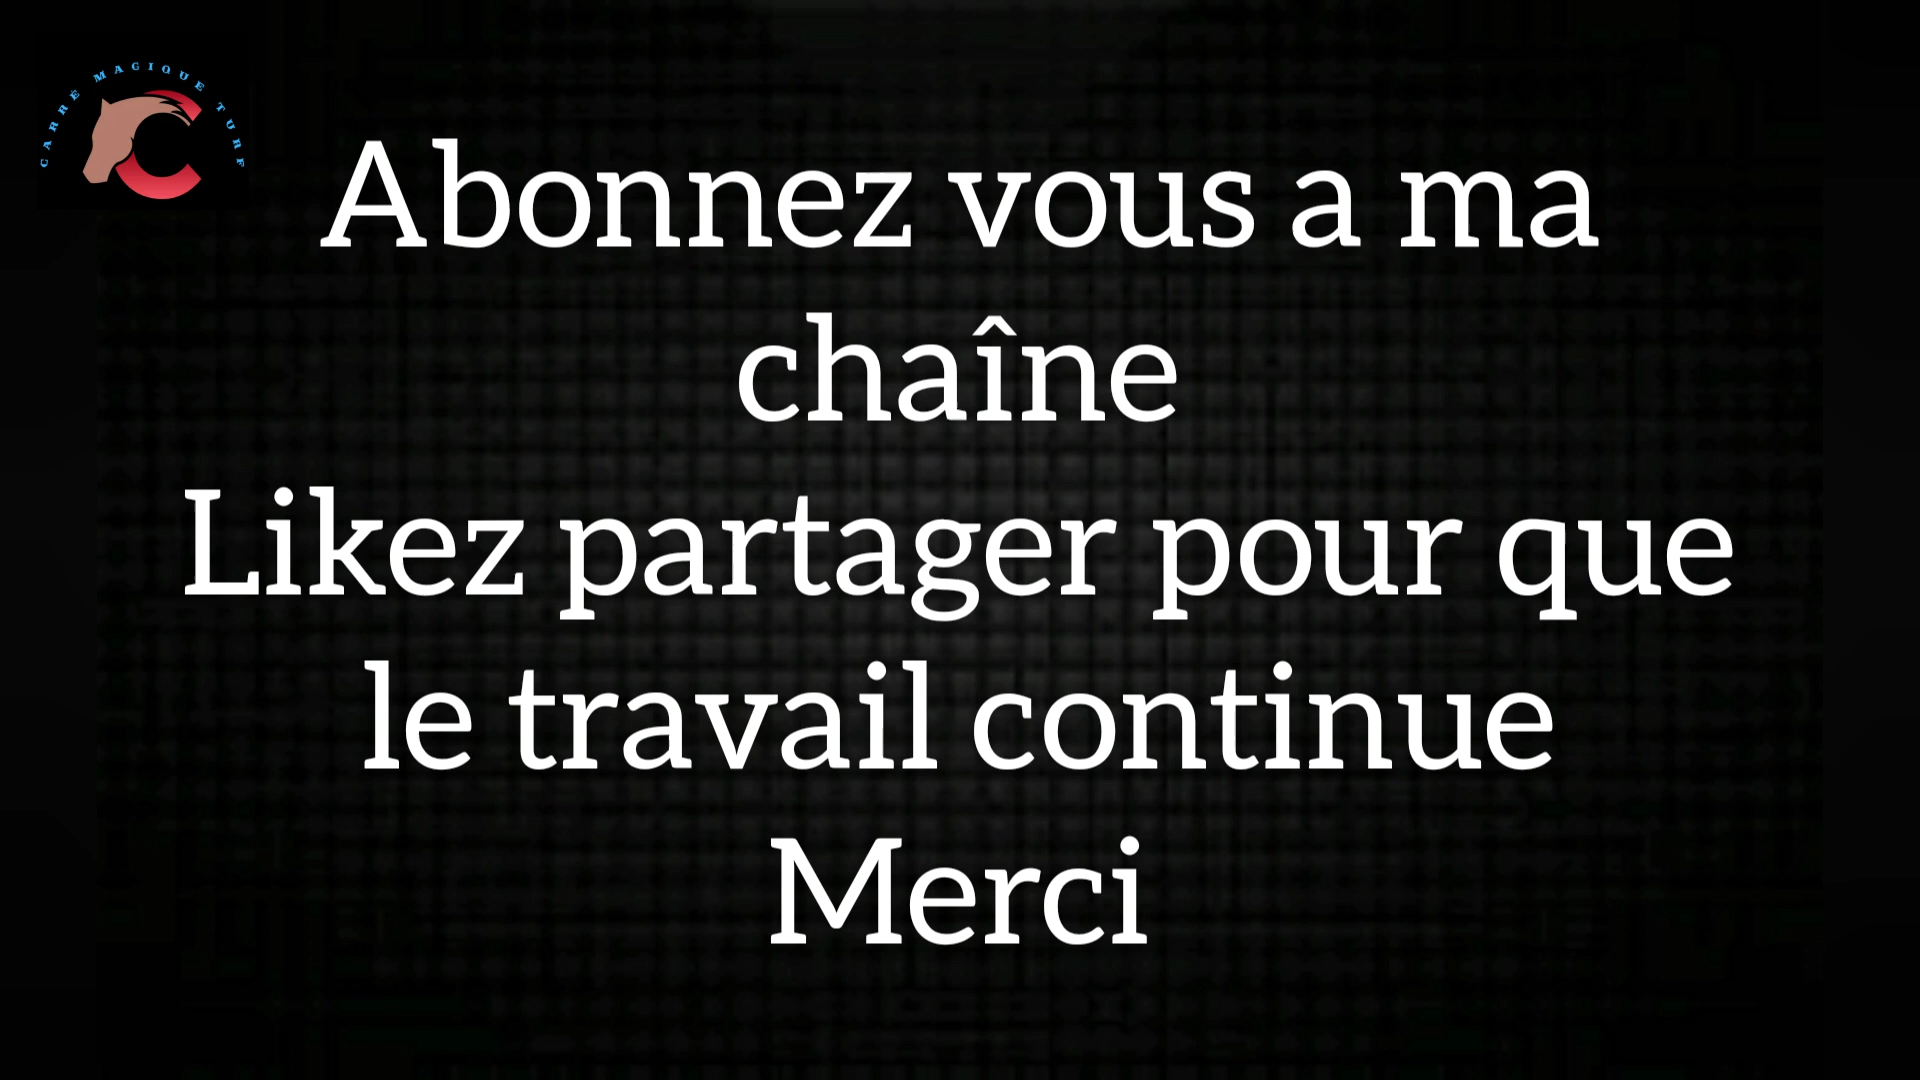 CARRÉ MAGIQUE TURF
Abonnez vous a ma
chaîne
Likez partager pour que
le travail continue
Merci